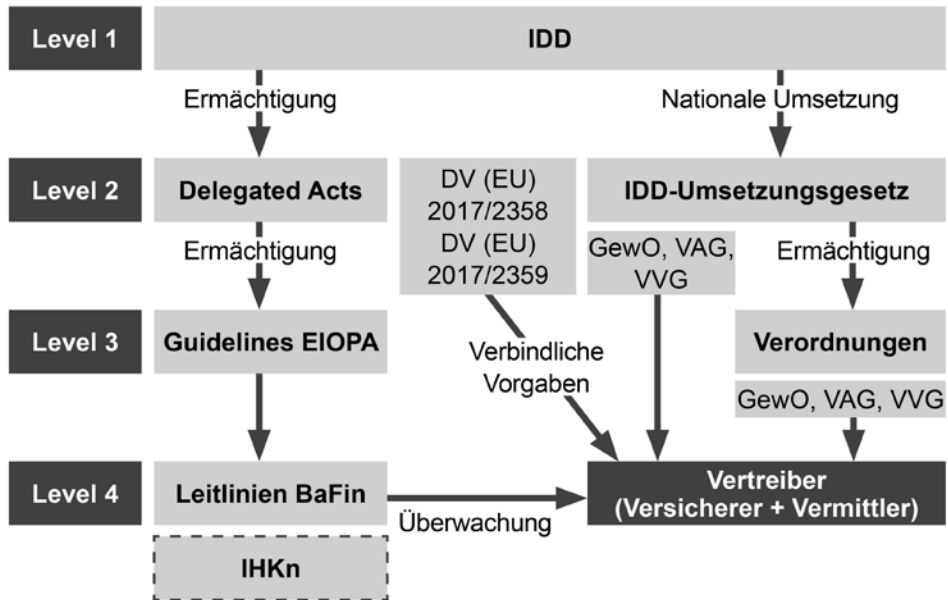 Level 1
IDD
Ermächtigung
Nationale Umsetzung
Level 2
Delegated Acts
DV (EU)
2017/2358
DV (EU)
2017/2359
IDD-Umsetzungsgesetz
Ermächtigung
GewO, VAG,
VVG
Ermächtigung
Level 3
Guidelines EIOPA
Verbindliche
Vorgaben
Verordnungen
GewO, VAG, VVG
Level 4
Leitlinien BaFin
Überwachung
Vertreiber
(Versicherer + Vermittler)
IHKn